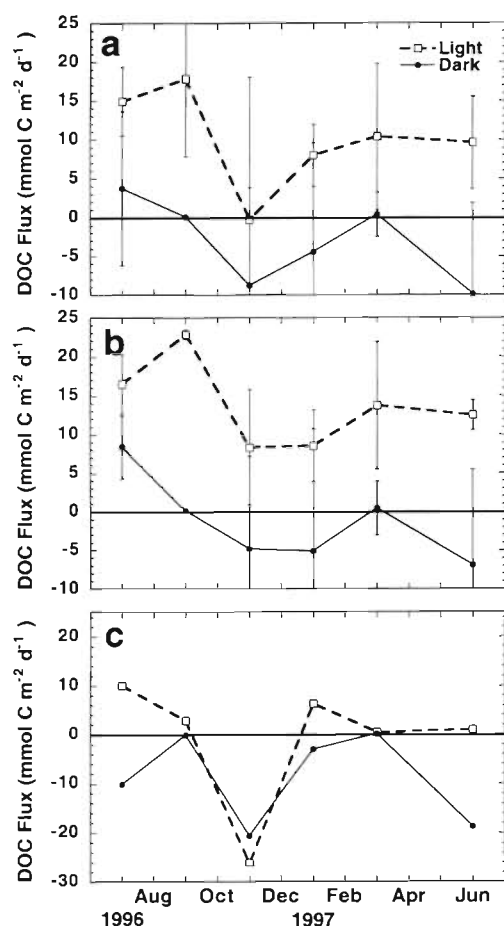 a
Light
Dark
DOC Flux (mmol C m⁻² d⁻¹)
25
20
15
10
5
0
-5
-10
b
DOC Flux (mmol C m⁻² d⁻¹)
25
20
15
10
5
0
-5
-10
c
DOC Flux (mmol C m⁻² d⁻¹)
20
10
0
-10
-20
-30
Aug Oct Dec Feb Apr Jun
1996 1997